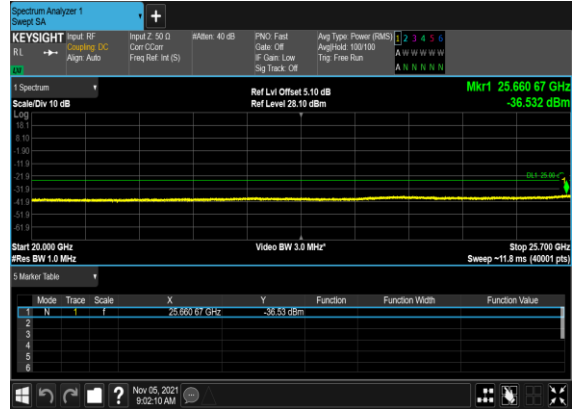 Spectrum Analyzer 1
Swept SA
+
KEYSIGHT
RL
Input: RF
Coupling: DC
Align: Auto
Input Z: 50 Ω
Corr CCorr
Freq Ref: Int (S)
#Atten: 40 dB
PNO: Fast
Gate: Off
IF Gain: Low
Sig Track: Off
Avg Type: Power (RMS)
Avg|Hold: 100/100
Trig: Free Run
1 2 3 4 5 6
A W W W W W
A N N N N N
1 Spectrum
Scale/Div 10 dB
Ref Lvl Offset 5.10 dB
Ref Level 28.10 dBm
Mkr1 25.660 67 GHz
-36.532 dBm
Log
18.1
8.10
-1.90
-11.9
-21.9
-31.9
-41.9
-51.9
-61.9
Start 20.000 GHz
#Res BW 1.0 MHz
Video BW 3.0 MHz*
Stop 25.700 GHz
Sweep ~11.8 ms (40001 pts)
5 Marker Table
Mode Trace Scale X Y Function Function Width Function Value
1 N 1 f 25.660 67 GHz -36.53 dBm
2
3
4
5
6
?
Nov 05, 2021
9:02:10 AM